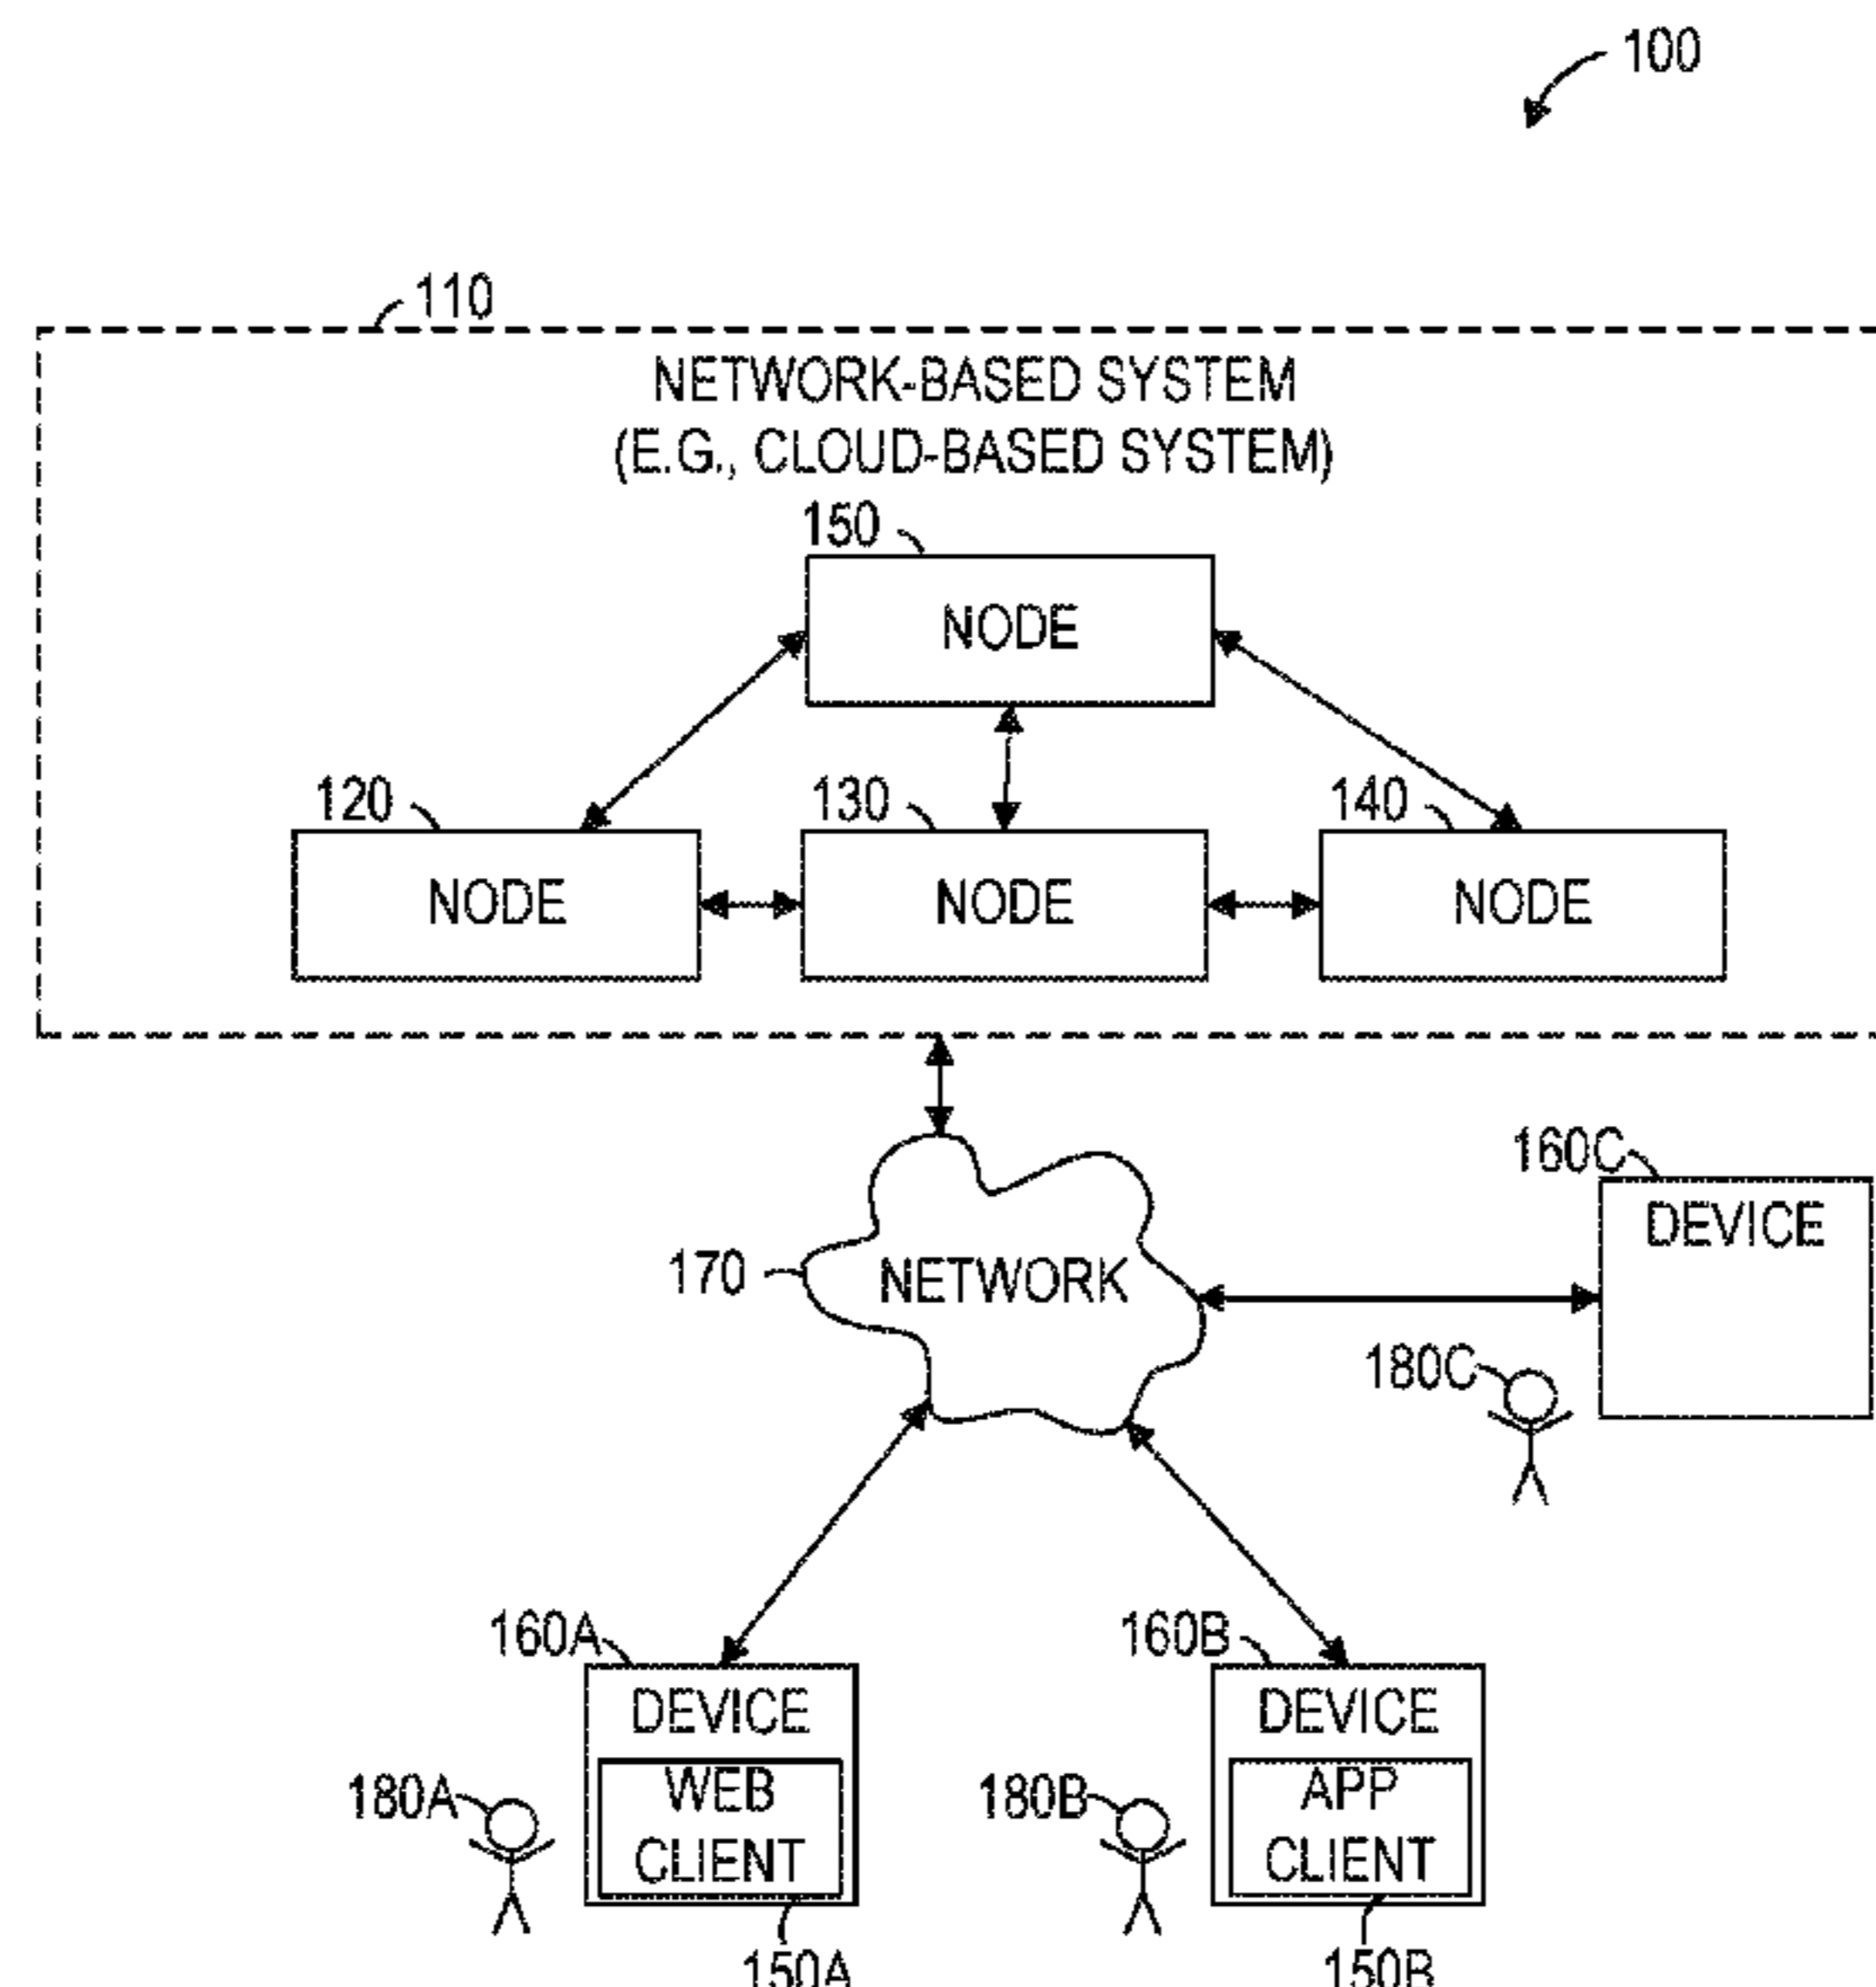 100
110
NETWORK-BASED SYSTEM
(E.G., CLOUD-BASED SYSTEM)
150
NODE
120
130
140
NODE
NODE
NODE
160C
DEVICE
170
NETWORK
180C
160A
160B
DEVICE
DEVICE
180A
WEB
CLIENT
180B
APP
CLIENT
150A
150B